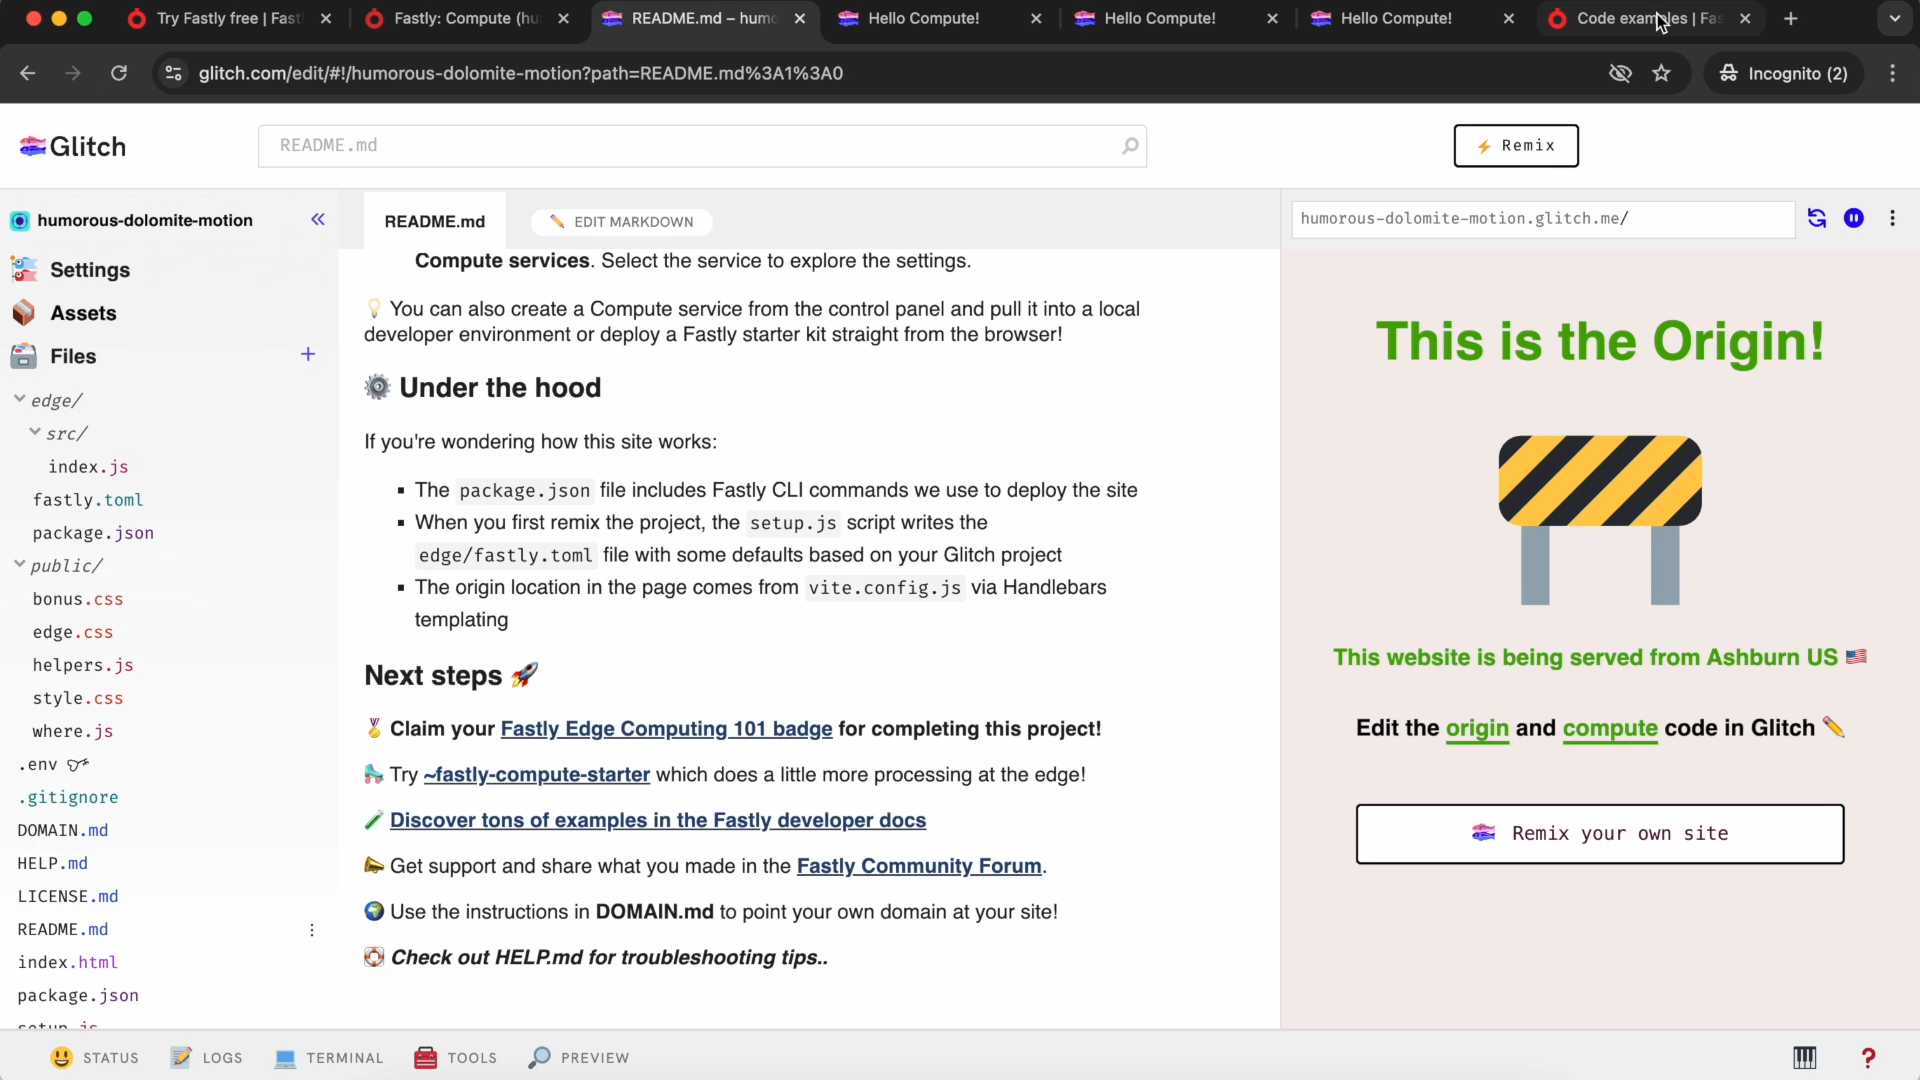 Try Fastly free | Fast
Fastly: Compute (hu
README.md – humo
Hello Compute!
Hello Compute!
Hello Compute!
Code examples | Fas
glitch.com/edit/#!/humorous-dolomite-motion?path=README.md%3A1%3A0
Incognito (2)
Glitch
README.md
Remix
humorous-dolomite-motion
README.md
EDIT MARKDOWN
humorous-dolomite-motion.glitch.me/
Settings
Assets
Files
edge/
src/
index.js
fastly.toml
package.json
public/
bonus.css
edge.css
helpers.js
style.css
where.js
.env
.gitignore
DOMAIN.md
HELP.md
LICENSE.md
README.md
index.html
package.json
setup.js
Compute services. Select the service to explore the settings.
You can also create a Compute service from the control panel and pull it into a local
developer environment or deploy a Fastly starter kit straight from the browser!
Under the hood
If you're wondering how this site works:
The package.json file includes Fastly CLI commands we use to deploy the site
When you first remix the project, the setup.js script writes the
edge/fastly.toml file with some defaults based on your Glitch project
The origin location in the page comes from vite.config.js via Handlebars
templating
Next steps
Claim your Fastly Edge Computing 101 badge for completing this project!
Try ~fastly-compute-starter which does a little more processing at the edge!
Discover tons of examples in the Fastly developer docs
Get support and share what you made in the Fastly Community Forum.
Use the instructions in DOMAIN.md to point your own domain at your site!
Check out HELP.md for troubleshooting tips..
This is the Origin!
This website is being served from Ashburn US
Edit the origin and compute code in Glitch
Remix your own site
STATUS
LOGS
TERMINAL
TOOLS
PREVIEW
?